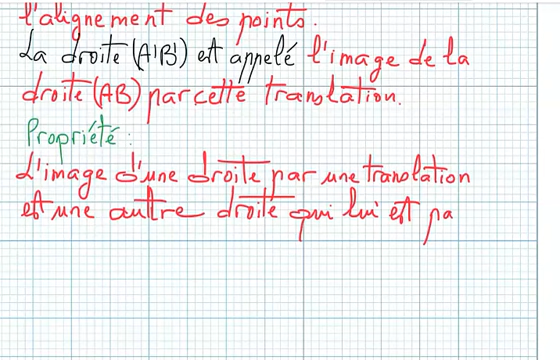 l'alignement des points.
La droite (A'B') est appelé l'image de la
droite (AB) par cette translation.
Propriété :
L'image d'une droite par une translation
est une autre droite qui lui est pa